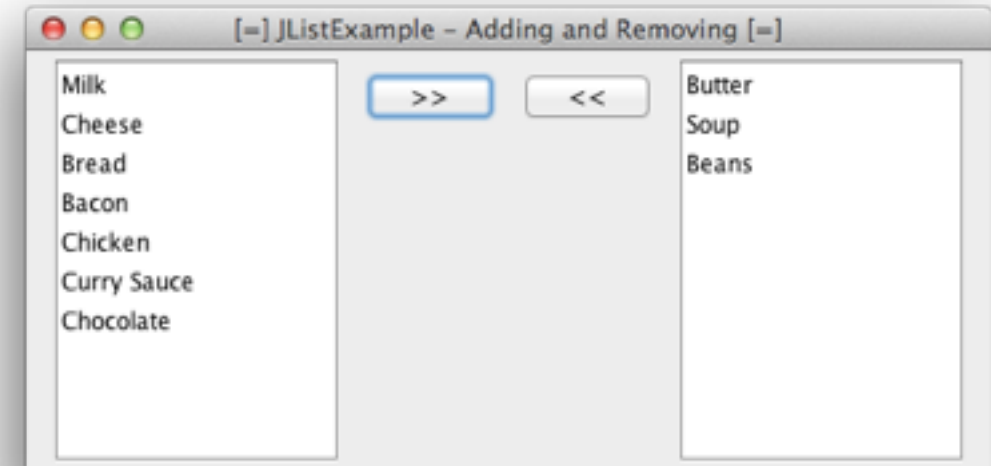 [=] JListExample – Adding and Removing [=]
Milk
Cheese
Bread
Bacon
Chicken
Curry Sauce
Chocolate
>>
<<
Butter
Soup
Beans